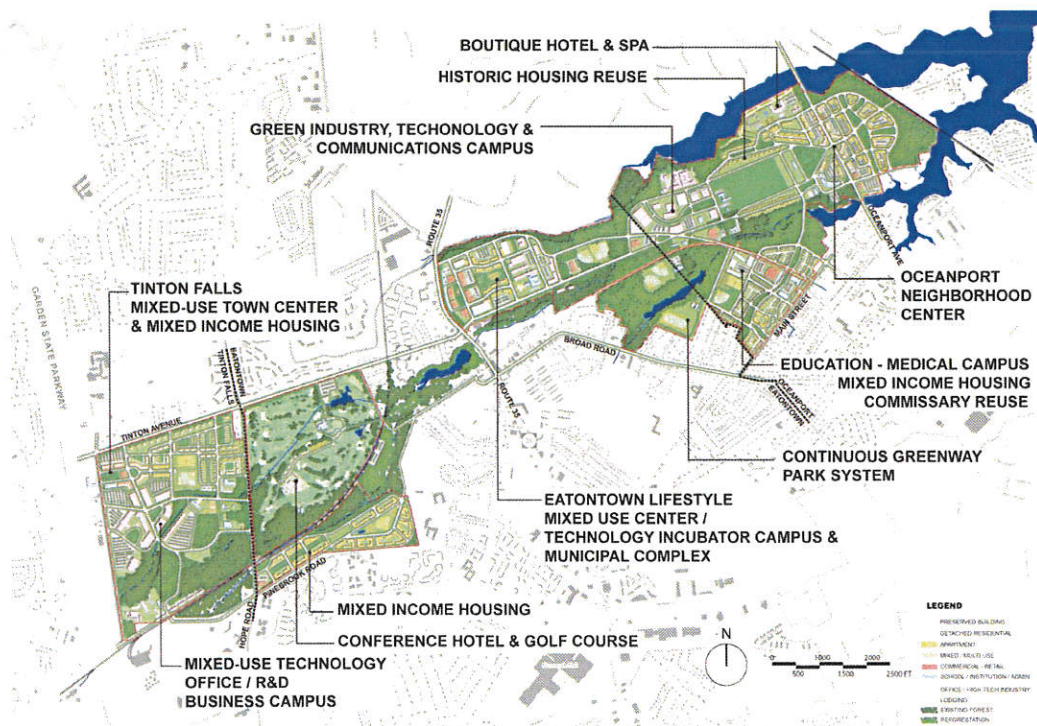 BOUTIQUE HOTEL & SPA
HISTORIC HOUSING REUSE
GREEN INDUSTRY, TECHONOLOGY &
COMMUNICATIONS CAMPUS
ROUTE 35
OCEANPORT AVE
OCEANPORT
NEIGHBORHOOD
CENTER
TINTON FALLS
MIXED-USE TOWN CENTER
& MIXED INCOME HOUSING
GARDEN STATE PARKWAY
EATONTOWN
TINTON FALLS
BROAD ROAD
MAIN STREET
EDUCATION - MEDICAL CAMPUS
MIXED INCOME HOUSING
COMMISSARY REUSE
OCEANPORT
EATONTOWN
ROUTE 35
TINTON AVENUE
CONTINUOUS GREENWAY
PARK SYSTEM
EATONTOWN LIFESTYLE
MIXED USE CENTER /
TECHNOLOGY INCUBATOR CAMPUS &
MUNICIPAL COMPLEX
PINEBROOK ROAD
HOPE ROAD
MIXED INCOME HOUSING
CONFERENCE HOTEL & GOLF COURSE
MIXED-USE TECHNOLOGY
OFFICE / R&D
BUSINESS CAMPUS
N
0 1000 2000
500 1500 2500 FT
LEGEND
PRESERVED BUILDING
DETACHED RESIDENTIAL
APARTMENT
MIXED / MULTI USE
COMMERCIAL - RETAIL
SCHOOL / INSTITUTION / ADMIN
OFFICE - HIGH TECH INDUSTRY
LODGING
EXISTING FOREST
REFORESTATION